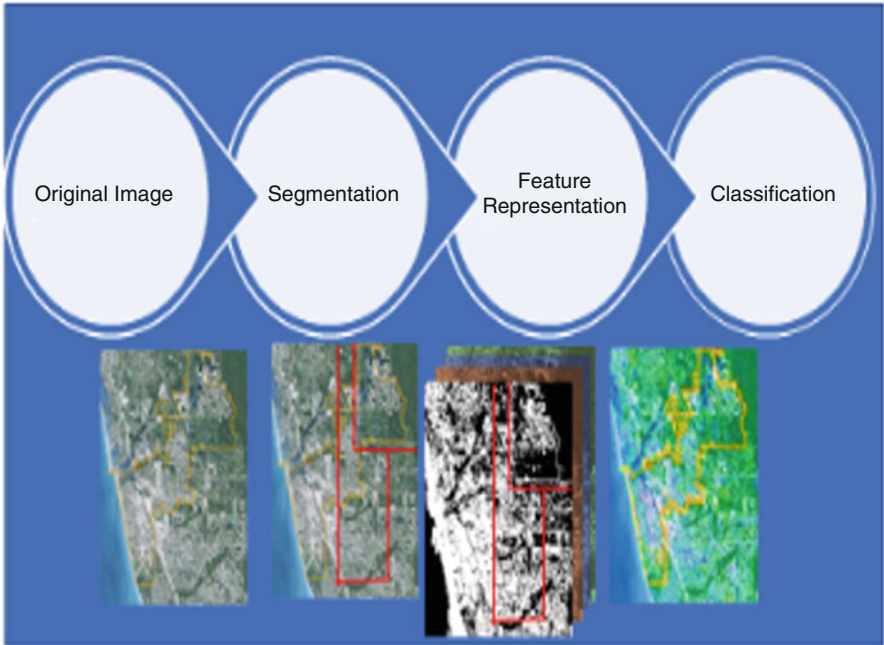 Original Image
Segmentation
Feature
Representation
Classification